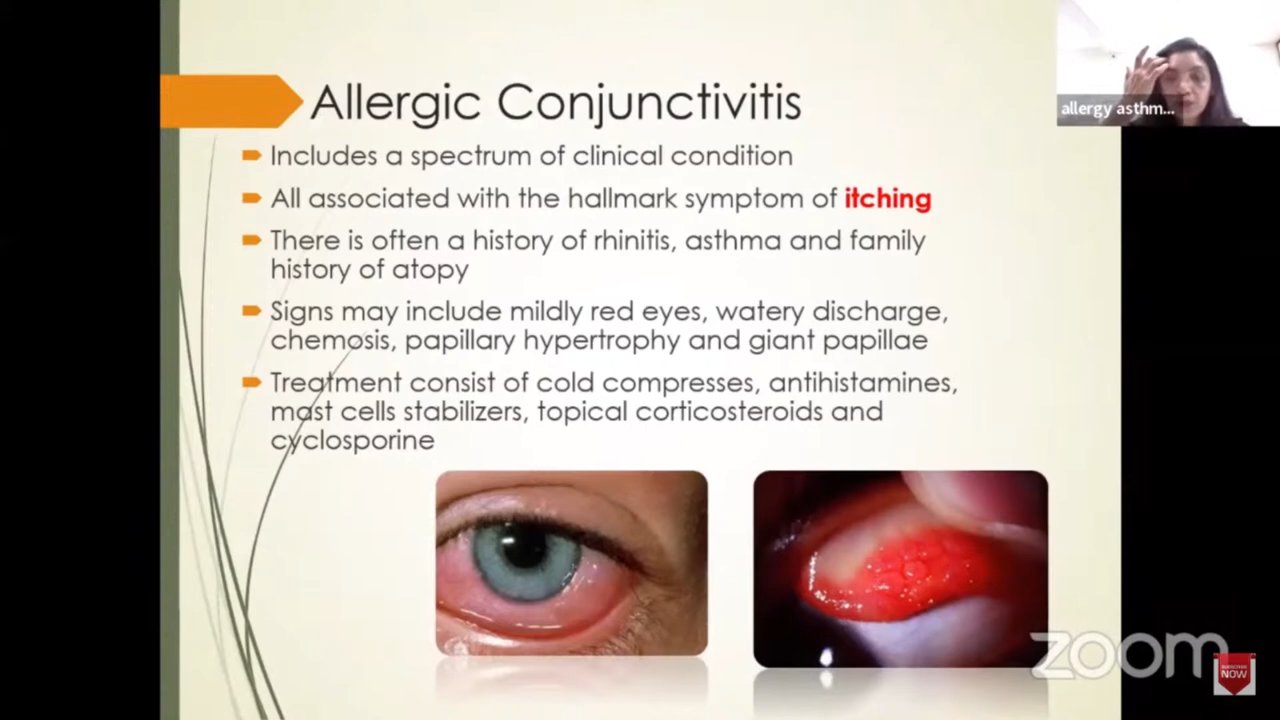 Allergic Conjunctivitis
allergy asthm...
Includes a spectrum of clinical condition
All associated with the hallmark symptom of itching
There is often a history of rhinitis, asthma and family
history of atopy
Signs may include mildly red eyes, watery discharge,
chemosis, papillary hypertrophy and giant papillae
Treatment consist of cold compresses, antihistamines,
mast cells stabilizers, topical corticosteroids and
cyclosporine
zoom
SUBSCRIBE
NOW